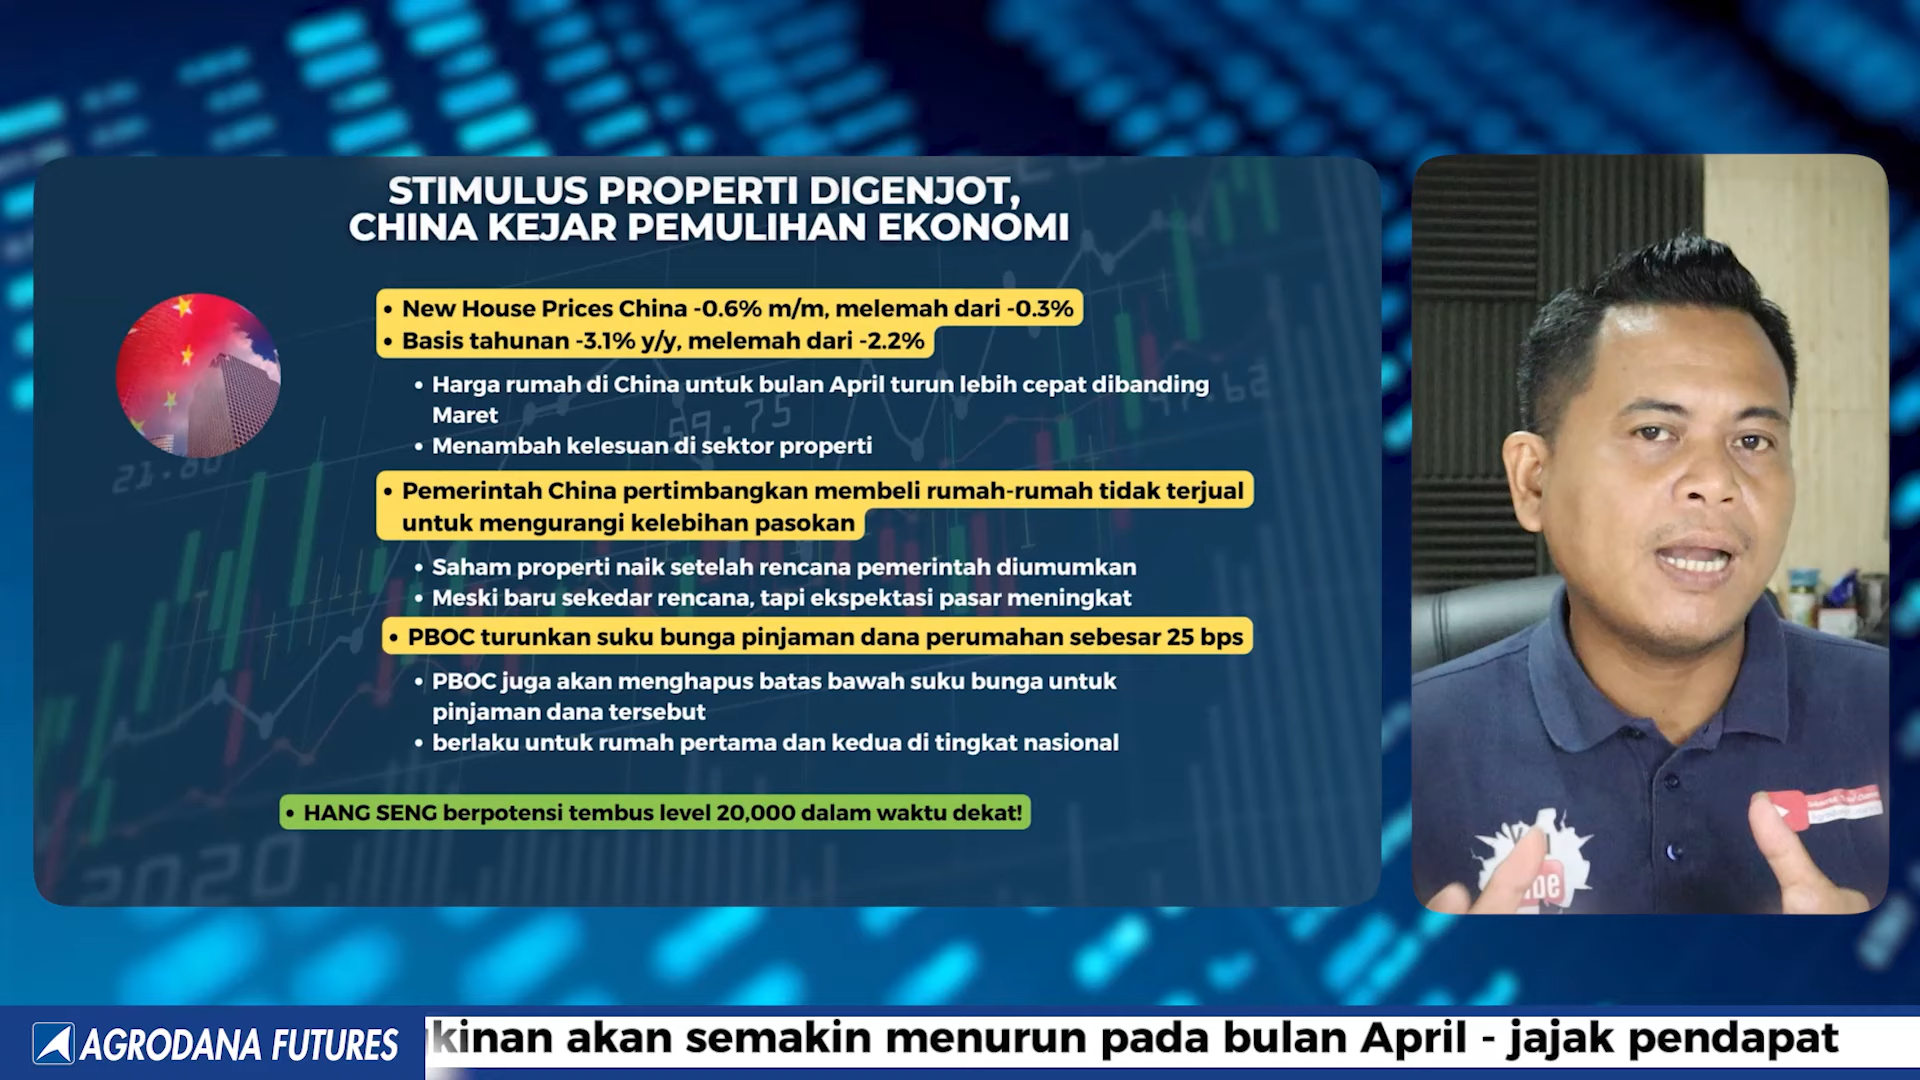 STIMULUS PROPERTI DIGENJOT,
CHINA KEJAR PEMULIHAN EKONOMI
• New House Prices China -0.6% m/m, melemah dari -0.3%
• Basis tahunan -3.1% y/y, melemah dari -2.2%
• Harga rumah di China untuk bulan April turun lebih cepat dibanding
Maret
• Menambah kelesuan di sektor properti
• Pemerintah China pertimbangkan membeli rumah-rumah tidak terjual
untuk mengurangi kelebihan pasokan
• Saham properti naik setelah rencana pemerintah diumumkan
• Meski baru sekedar rencana, tapi ekspektasi pasar meningkat
• PBOC turunkan suku bunga pinjaman dana perumahan sebesar 25 bps
• PBOC juga akan menghapus batas bawah suku bunga untuk
pinjaman dana tersebut
• berlaku untuk rumah pertama dan kedua di tingkat nasional
• HANG SENG berpotensi tembus level 20,000 dalam waktu dekat!
2020
AGRODANA FUTURES
kinan akan semakin menurun pada bulan April - jajak pendapat